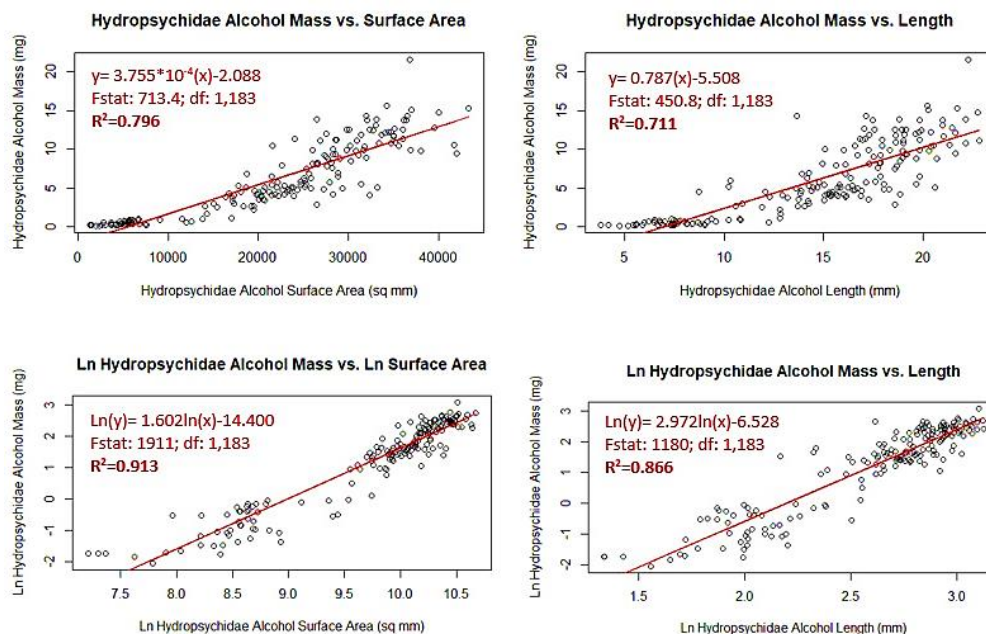 Hydropsychidae Alcohol Mass vs. Surface Area
Hydropsychidae Alcohol Mass (mg)
20
15
10
5
0
y= 3.755*10⁻⁴(x)-2.088
Fstat: 713.4; df: 1,183
R²=0.796
0 10000 20000 30000 40000
Hydropsychidae Alcohol Surface Area (sq mm)
Hydropsychidae Alcohol Mass vs. Length
Hydropsychidae Alcohol Mass (mg)
20
15
10
5
0
y= 0.787(x)-5.508
Fstat: 450.8; df: 1,183
R²=0.711
5 10 15 20
Hydropsychidae Alcohol Length (mm)
Ln Hydropsychidae Alcohol Mass vs. Ln Surface Area
Ln Hydropsychidae Alcohol Mass (mg)
3
2
1
0
-1
-2
Ln(y)= 1.602ln(x)-14.400
Fstat: 1911; df: 1,183
R²=0.913
7.5 8.0 8.5 9.0 9.5 10.0 10.5
Ln Hydropsychidae Alcohol Surface Area (sq mm)
Ln Hydropsychidae Alcohol Mass vs. Length
Ln Hydropsychidae Alcohol Mass (mg)
3
2
1
0
-1
-2
Ln(y)= 2.972ln(x)-6.528
Fstat: 1180; df: 1,183
R²=0.866
1.5 2.0 2.5 3.0
Ln Hydropsychidae Alcohol Length (mm)